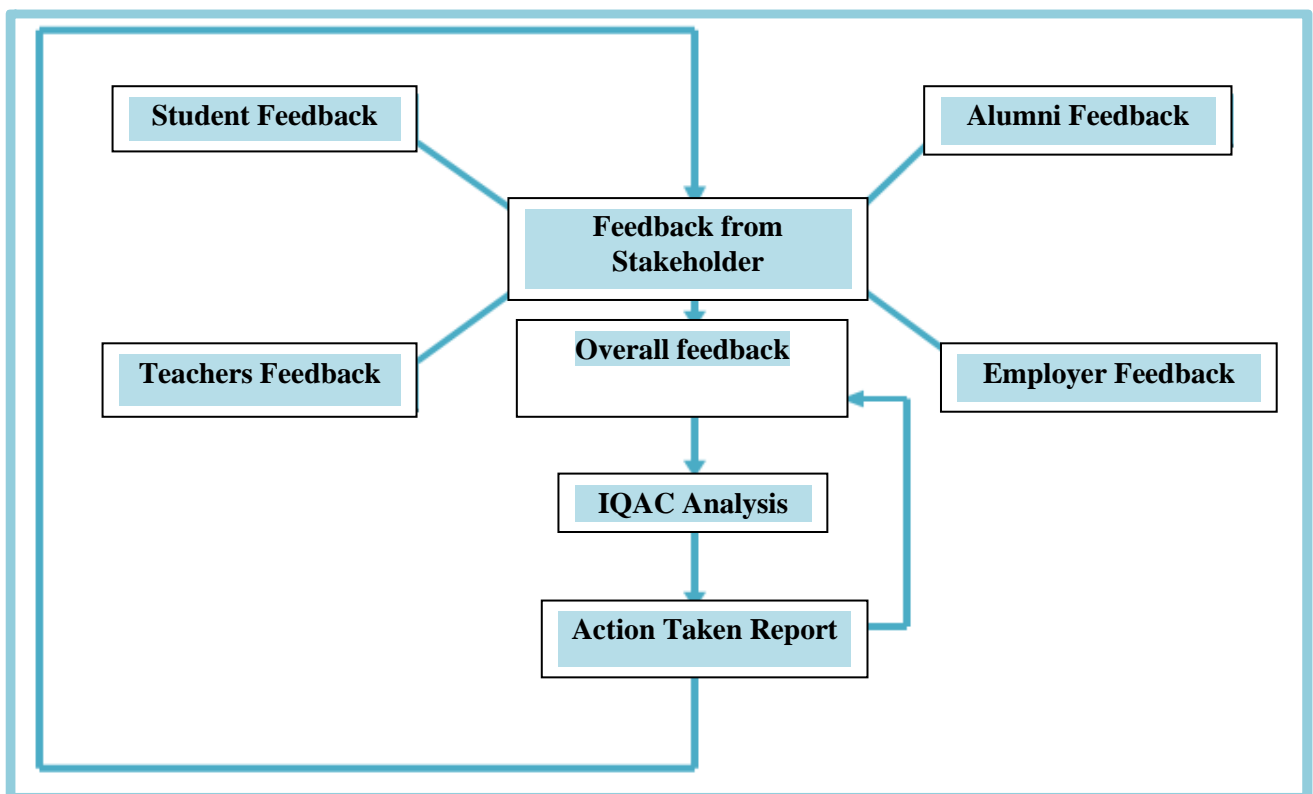 Student Feedback
Alumni Feedback
Feedback from
Stakeholder
Overall feedback
Teachers Feedback
Employer Feedback
IQAC Analysis
Action Taken Report